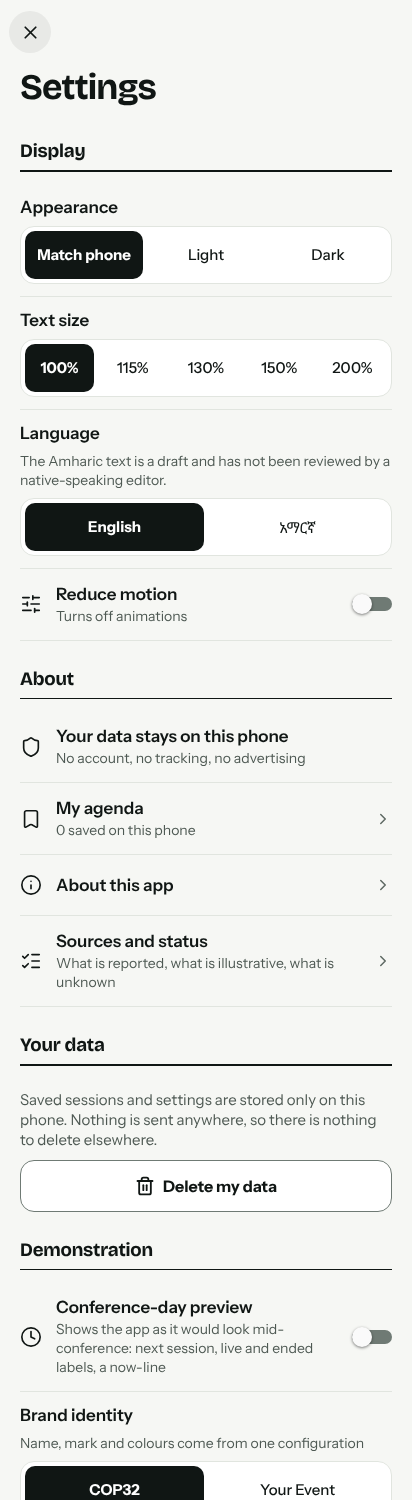 Settings
Display
Appearance
Match phone
Light
Dark
Text size
100%
115%
130%
150%
200%
Language
The Amharic text is a draft and has not been reviewed by a
native-speaking editor.
English
አማርኛ
Reduce motion
Turns off animations
About
Your data stays on this phone
No account, no tracking, no advertising
My agenda
0 saved on this phone
About this app
Sources and status
What is reported, what is illustrative, what is
unknown
Your data
Saved sessions and settings are stored only on this
phone. Nothing is sent anywhere, so there is nothing
to delete elsewhere.
Delete my data
Demonstration
Conference-day preview
Shows the app as it would look mid-
conference: next session, live and ended
labels, a now-line
Brand identity
Name, mark and colours come from one configuration
COP32
Your Event